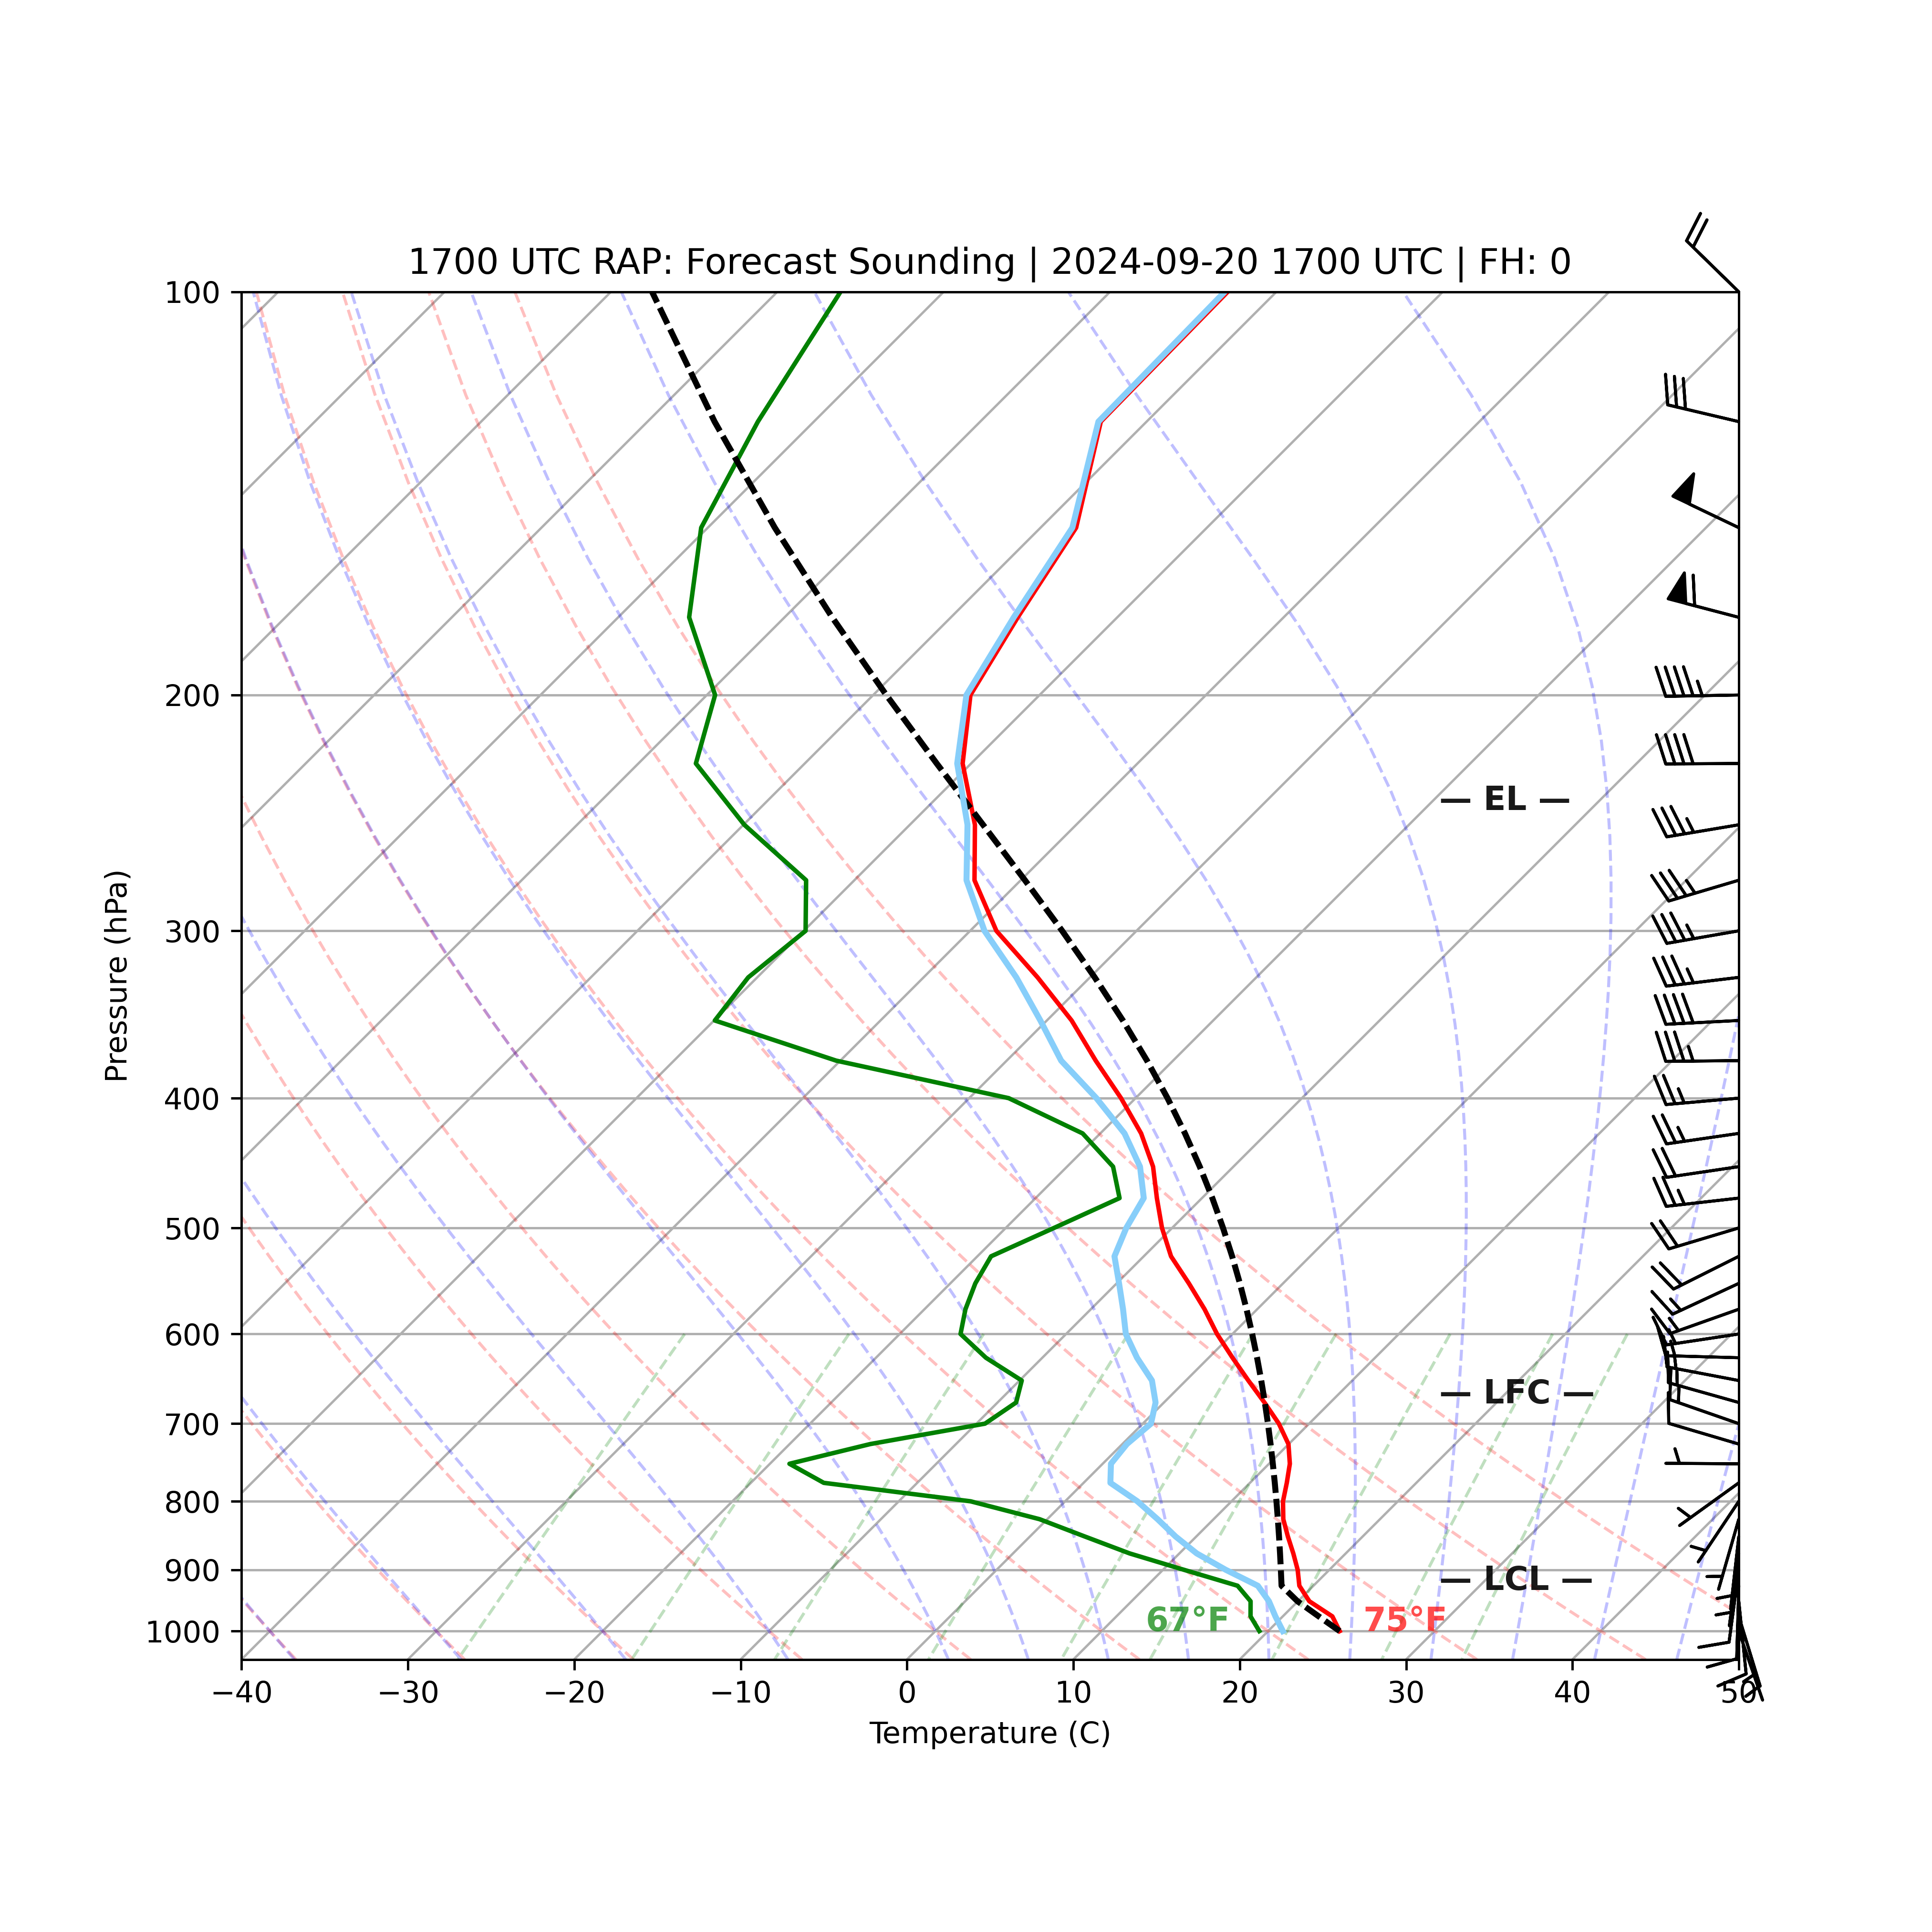 1700 UTC RAP: Forecast Sounding | 2024-09-20 1700 UTC | FH: 0
100
200
— EL —
300
Pressure (hPa)
400
500
600
— LFC —
700
800
900
— LCL —
67°F 75°F
1000
−40 −30 −20 −10 0 10 20 30 40 50
Temperature (C)